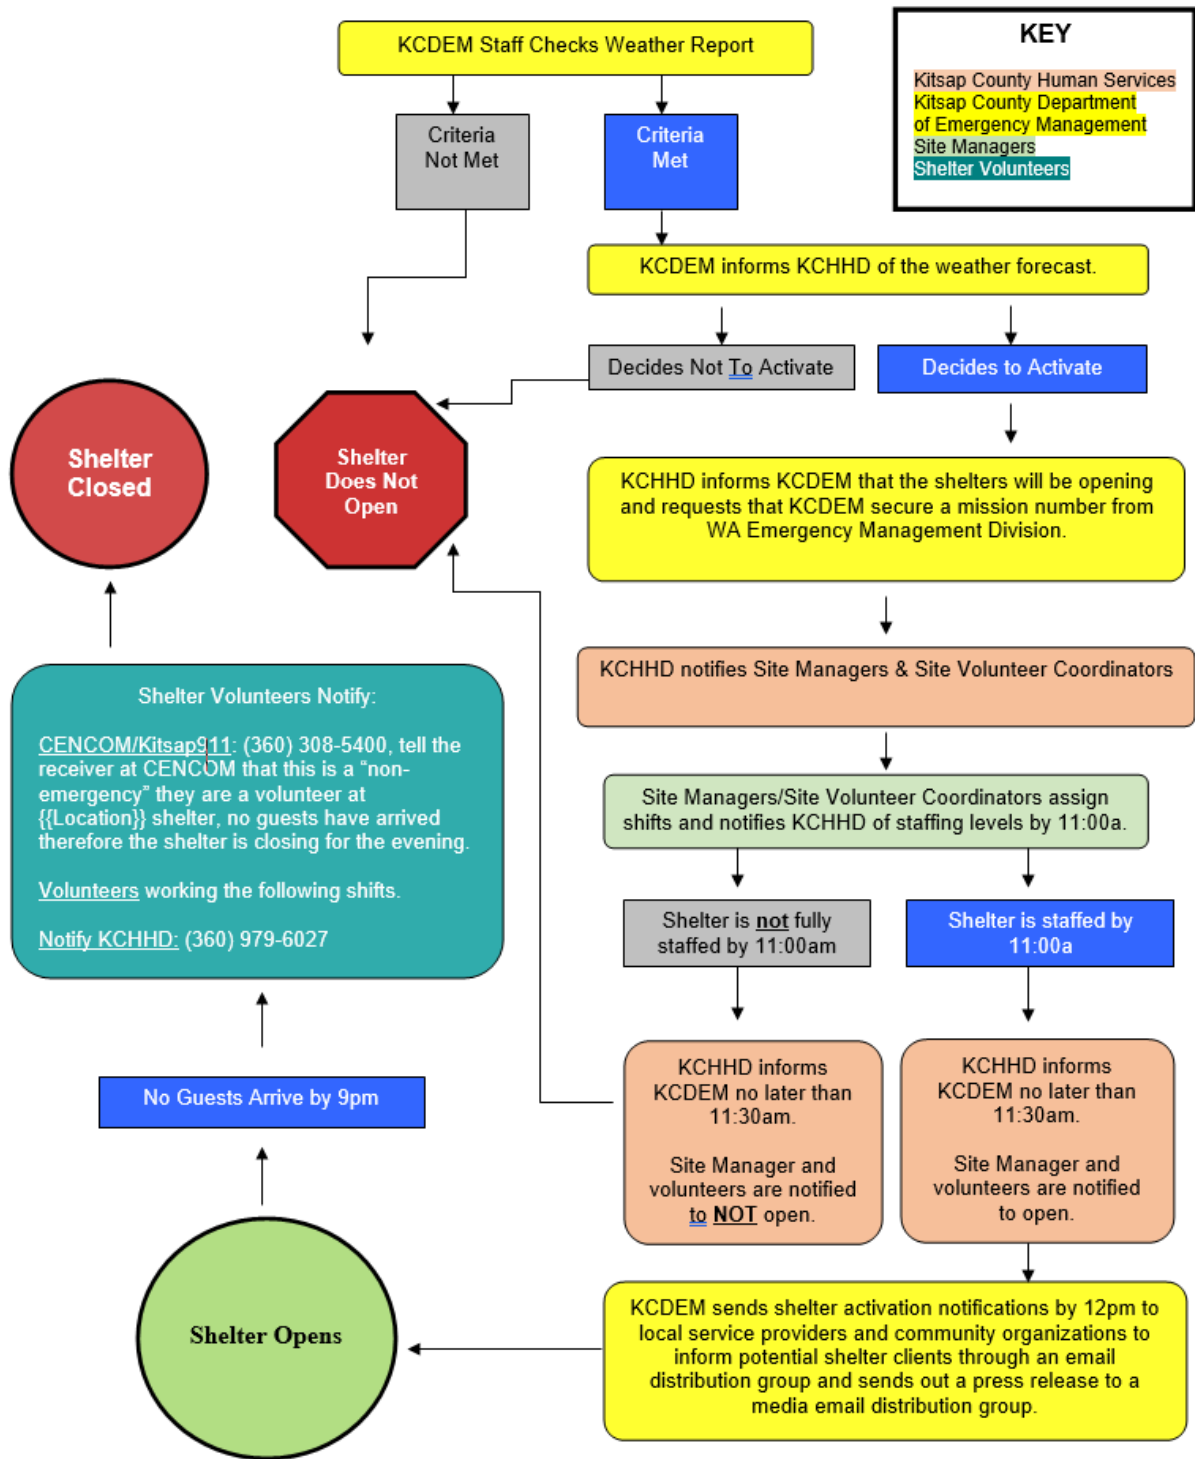 KCDEM Staff Checks Weather Report
KEY
Kitsap County Human Services
Kitsap County Department
of Emergency Management
Site Managers
Shelter Volunteers
Criteria
Not Met
Criteria
Met
KCDEM informs KCHHD of the weather forecast.
Decides Not To Activate
Decides to Activate
Shelter
Closed
Shelter
Does Not
Open
KCHHD informs KCDEM that the shelters will be opening
and requests that KCDEM secure a mission number from
WA Emergency Management Division.
KCHHD notifies Site Managers & Site Volunteer Coordinators
Shelter Volunteers Notify:
CENCOM/Kitsap911: (360) 308-5400, tell the
receiver at CENCOM that this is a “non-
emergency” they are a volunteer at
{{Location}} shelter, no guests have arrived
therefore the shelter is closing for the evening.
Volunteers working the following shifts.
Notify KCHHD: (360) 979-6027
Site Managers/Site Volunteer Coordinators assign
shifts and notifies KCHHD of staffing levels by 11:00a.
Shelter is not fully
staffed by 11:00am
Shelter is staffed by
11:00a
KCHHD informs
KCDEM no later than
11:30am.
Site Manager and
volunteers are notified
to NOT open.
KCHHD informs
KCDEM no later than
11:30am.
Site Manager and
volunteers are notified
to open.
No Guests Arrive by 9pm
Shelter Opens
KCDEM sends shelter activation notifications by 12pm to
local service providers and community organizations to
inform potential shelter clients through an email
distribution group and sends out a press release to a
media email distribution group.